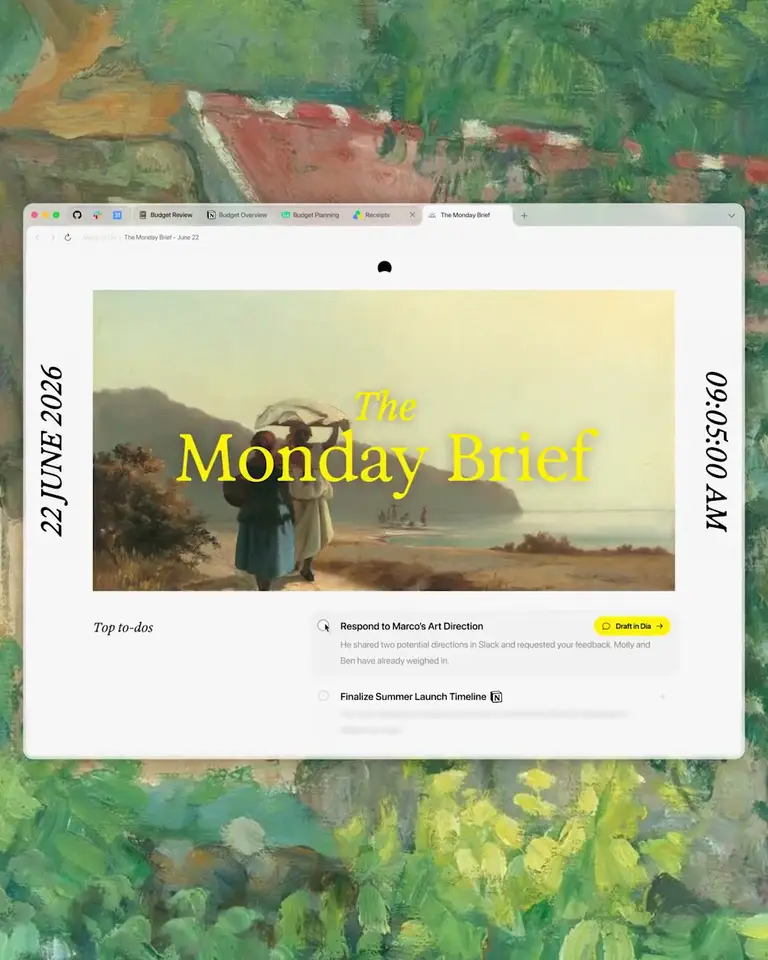 Budget Review
Budget Overview
Budget Planning
Receipts
The Monday Brief
The Monday Brief – June 22
22 JUNE 2026
The
Monday Brief
09:05:00 AM
Top to-dos
Respond to Marco's Art Direction
Draft in Dia →
He shared two potential directions in Slack and requested your feedback. Molly and
Ben have already weighed in.
Finalize Summer Launch Timeline